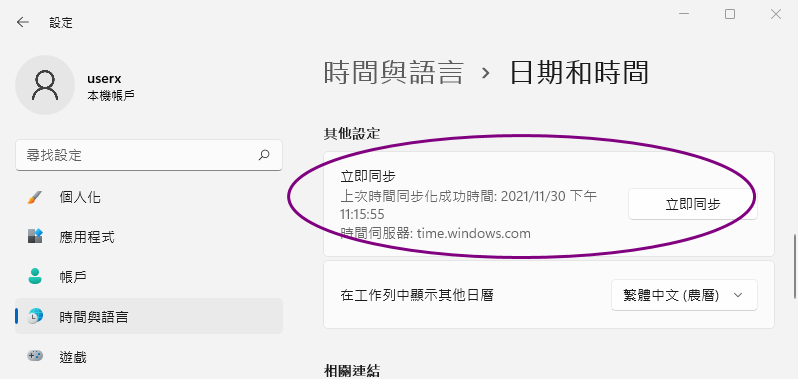 設定
userx
本機帳戶
尋找設定
個人化
應用程式
帳戶
時間與語言
遊戲
時間與語言 › 日期和時間
其他設定
立即同步
上次時間同步化成功時間: 2021/11/30 下午
11:15:55
時間伺服器: time.windows.com
立即同步
在工作列中顯示其他日曆
繁體中文 (農曆)
相關連結